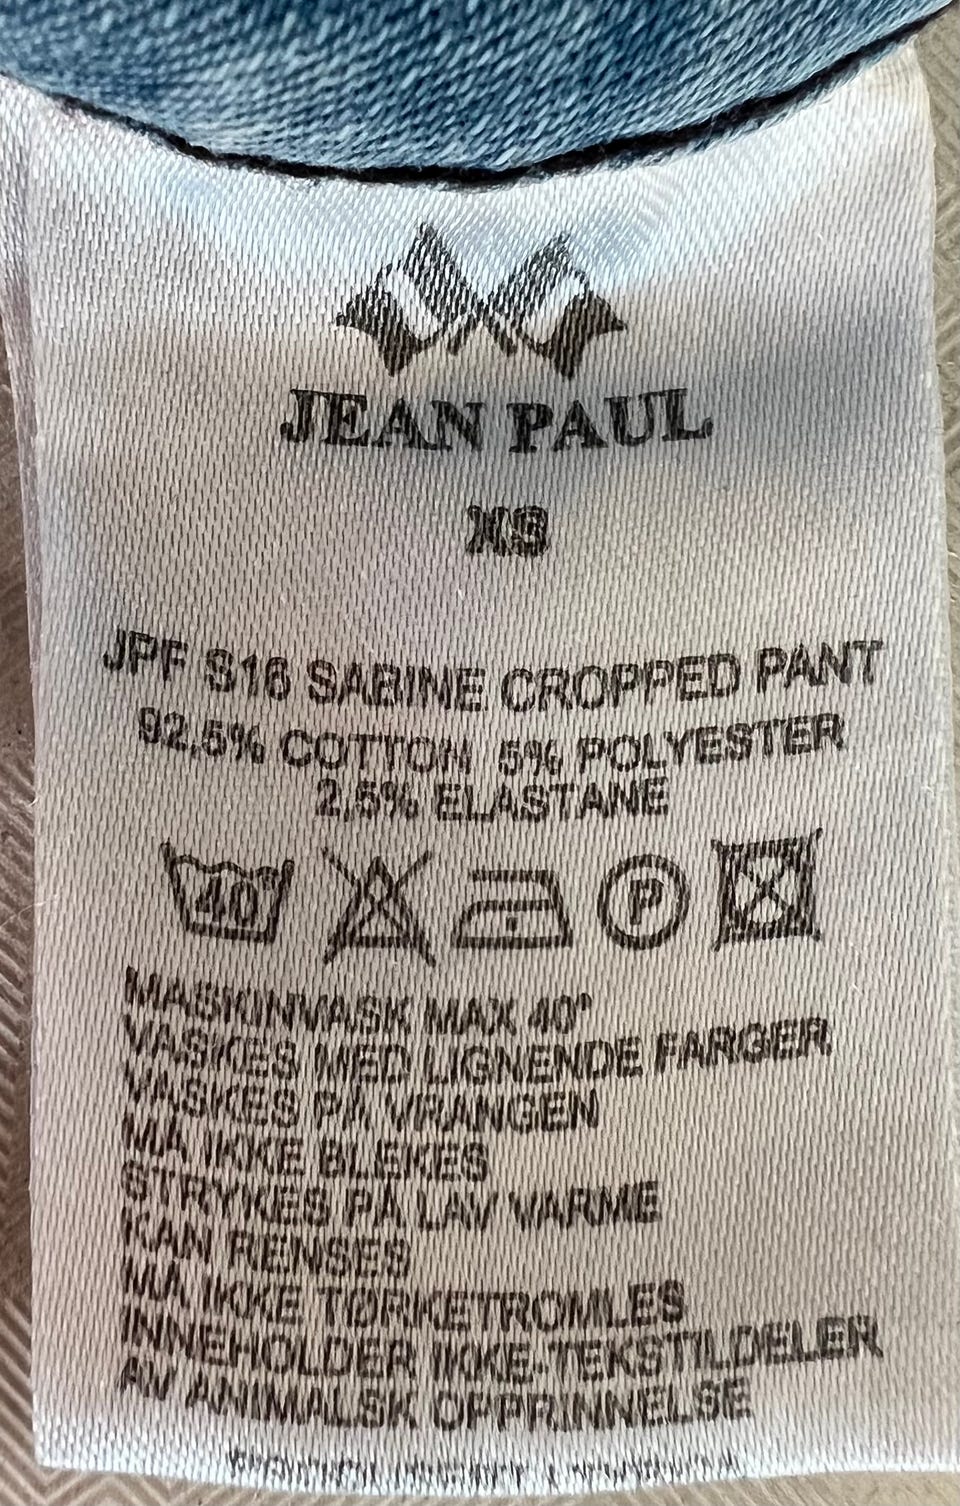 JEAN PAUL
XS
JPF S16 SABINE CROPPED PANT
92,5% COTTON 5% POLYESTER
2,5% ELASTANE
40°
P
MASKINVASK MAX 40°
VASKES MED LIGNENDE FARGER
VASKES PÅ VRANGEN
MÅ IKKE BLEKES
STRYKES PÅ LAV VARME
KAN RENSES
MÅ IKKE TØRKETROMLES
INNEHOLDER IKKE-TEKSTILDELER
AV ANIMALSK OPPRINNELSE